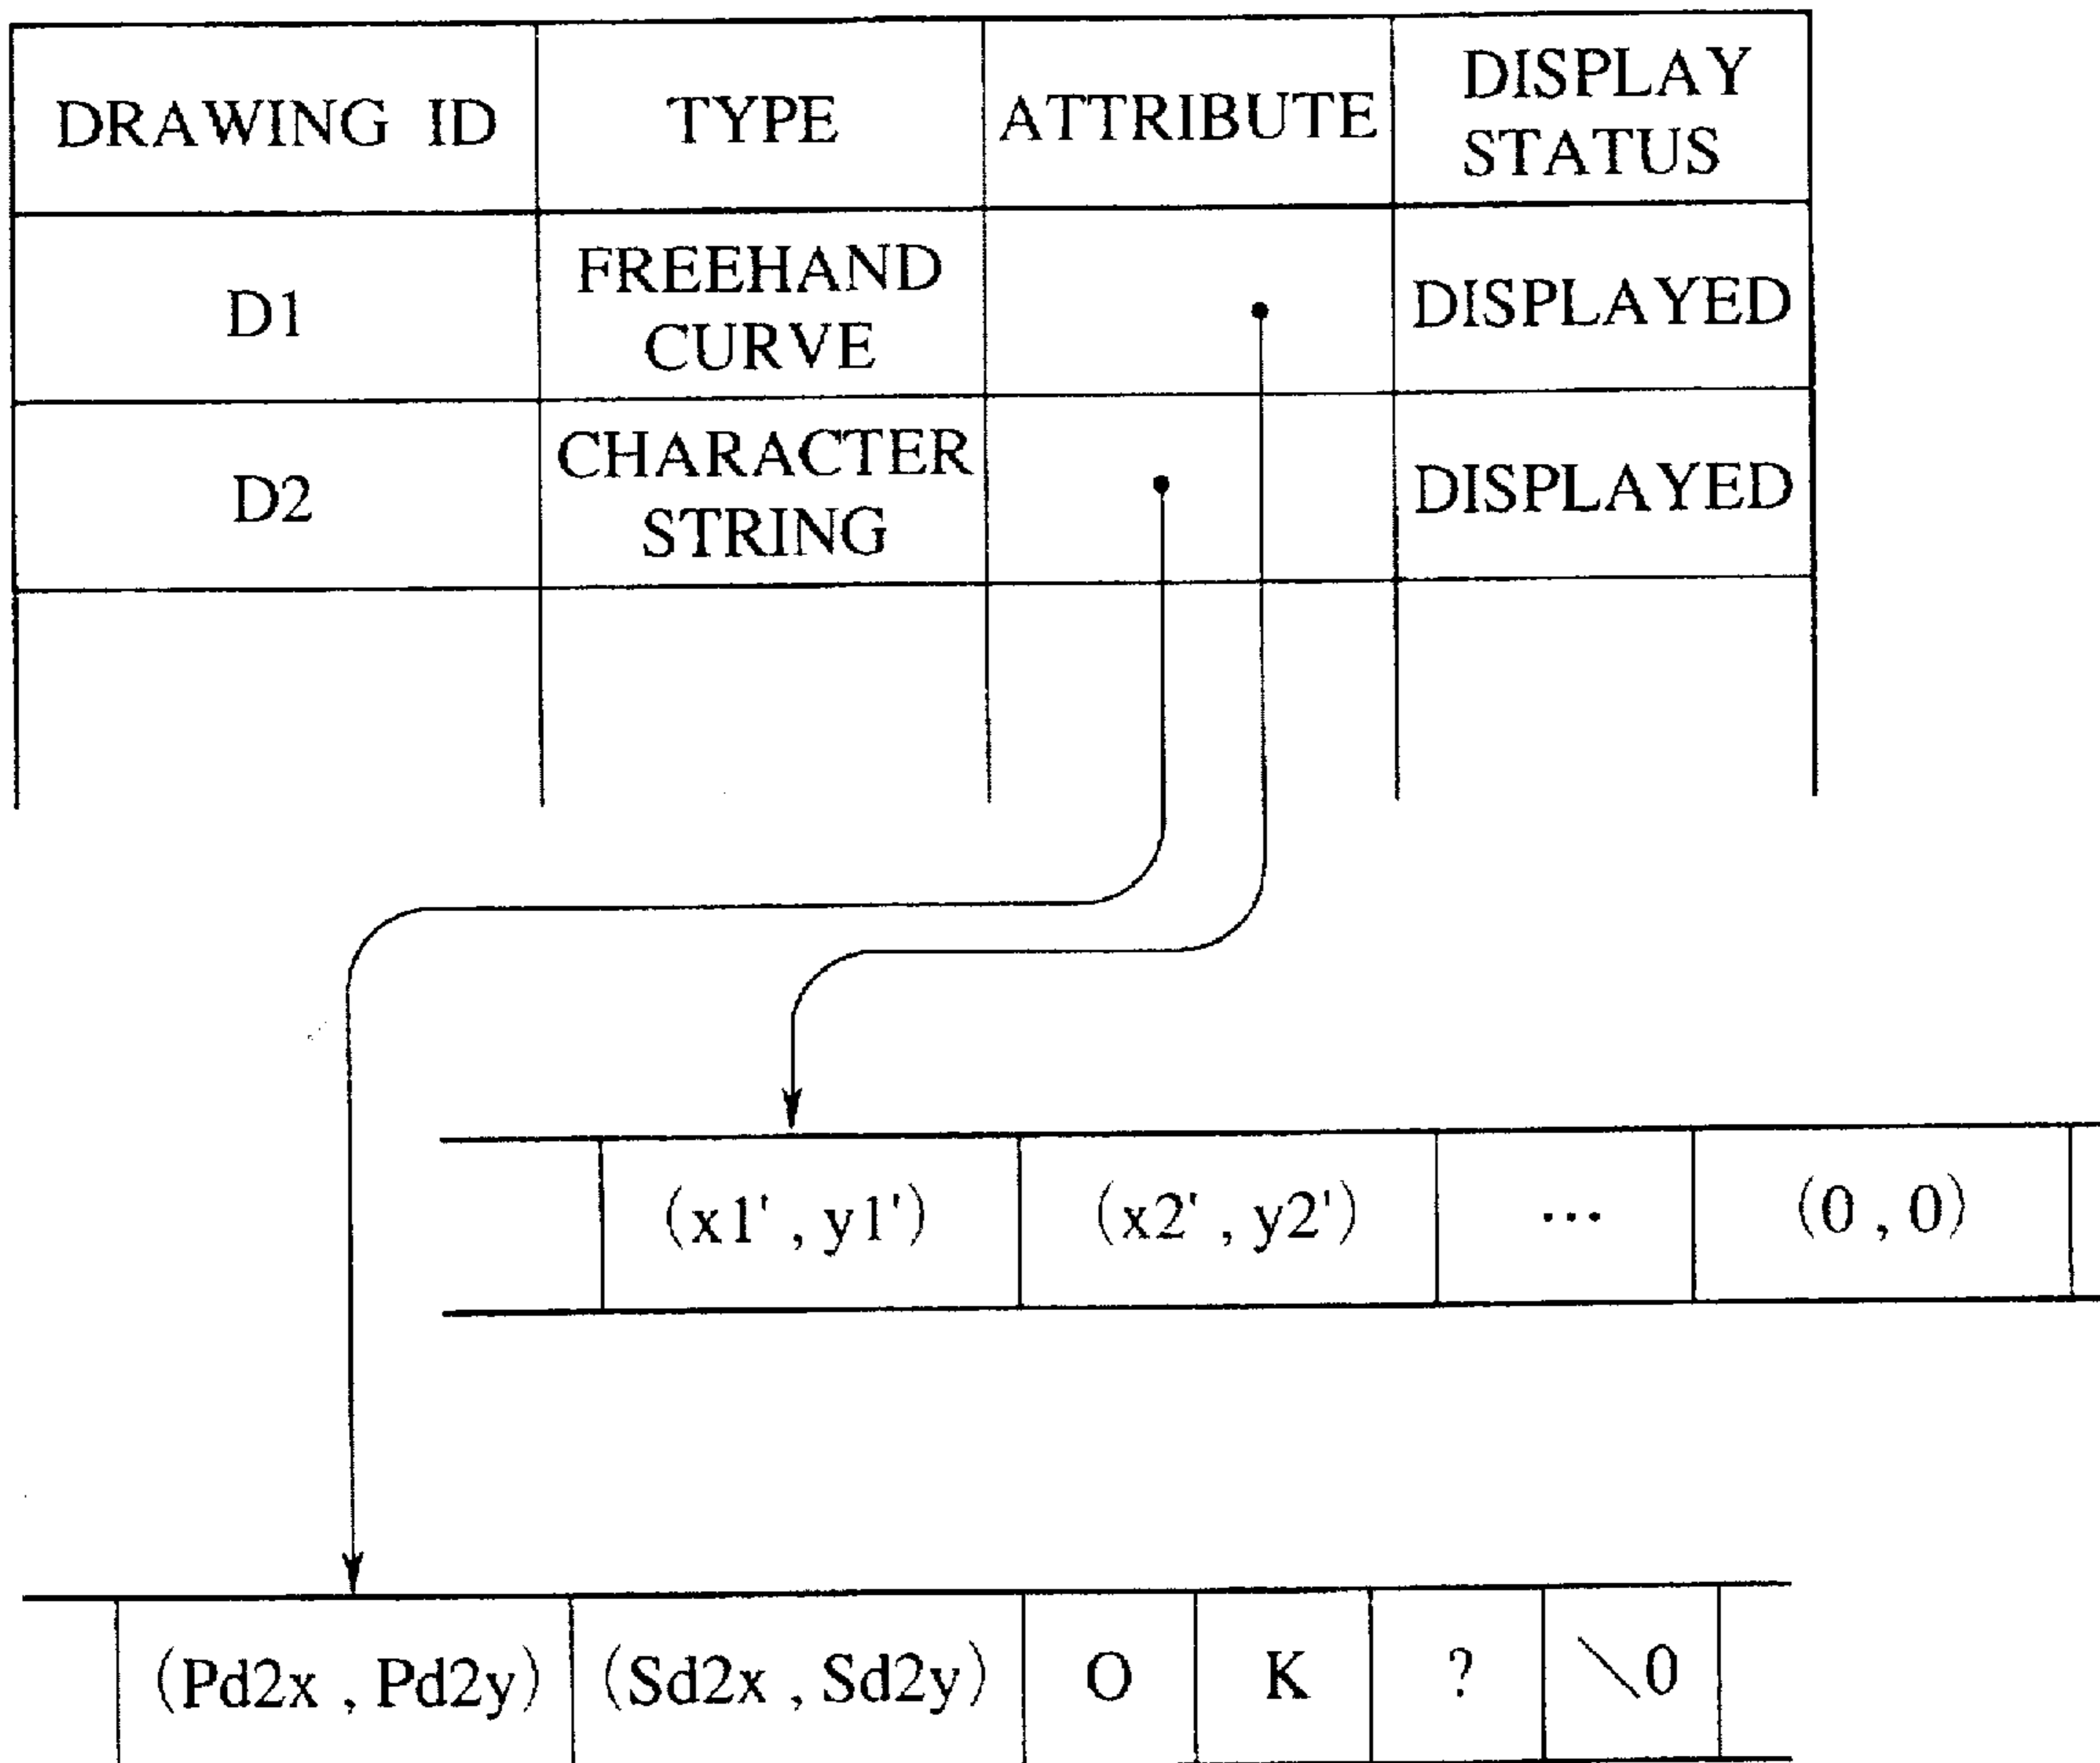 DRAWING ID TYPE ATTRIBUTE DISPLAY STATUS
D1 FREEHAND CURVE DISPLAYED
D2 CHARACTER STRING DISPLAYED
(x1' , y1') (x2' , y2') ... (0 , 0)
(Pd2x , Pd2y) (Sd2x , Sd2y) O K ? \0